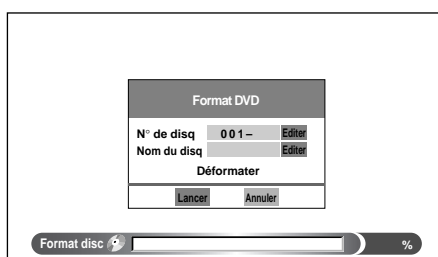 Format DVD
N° de disq 001– Editer
Nom du disq Editer
Déformater
Lancer Annuler
Format disc %